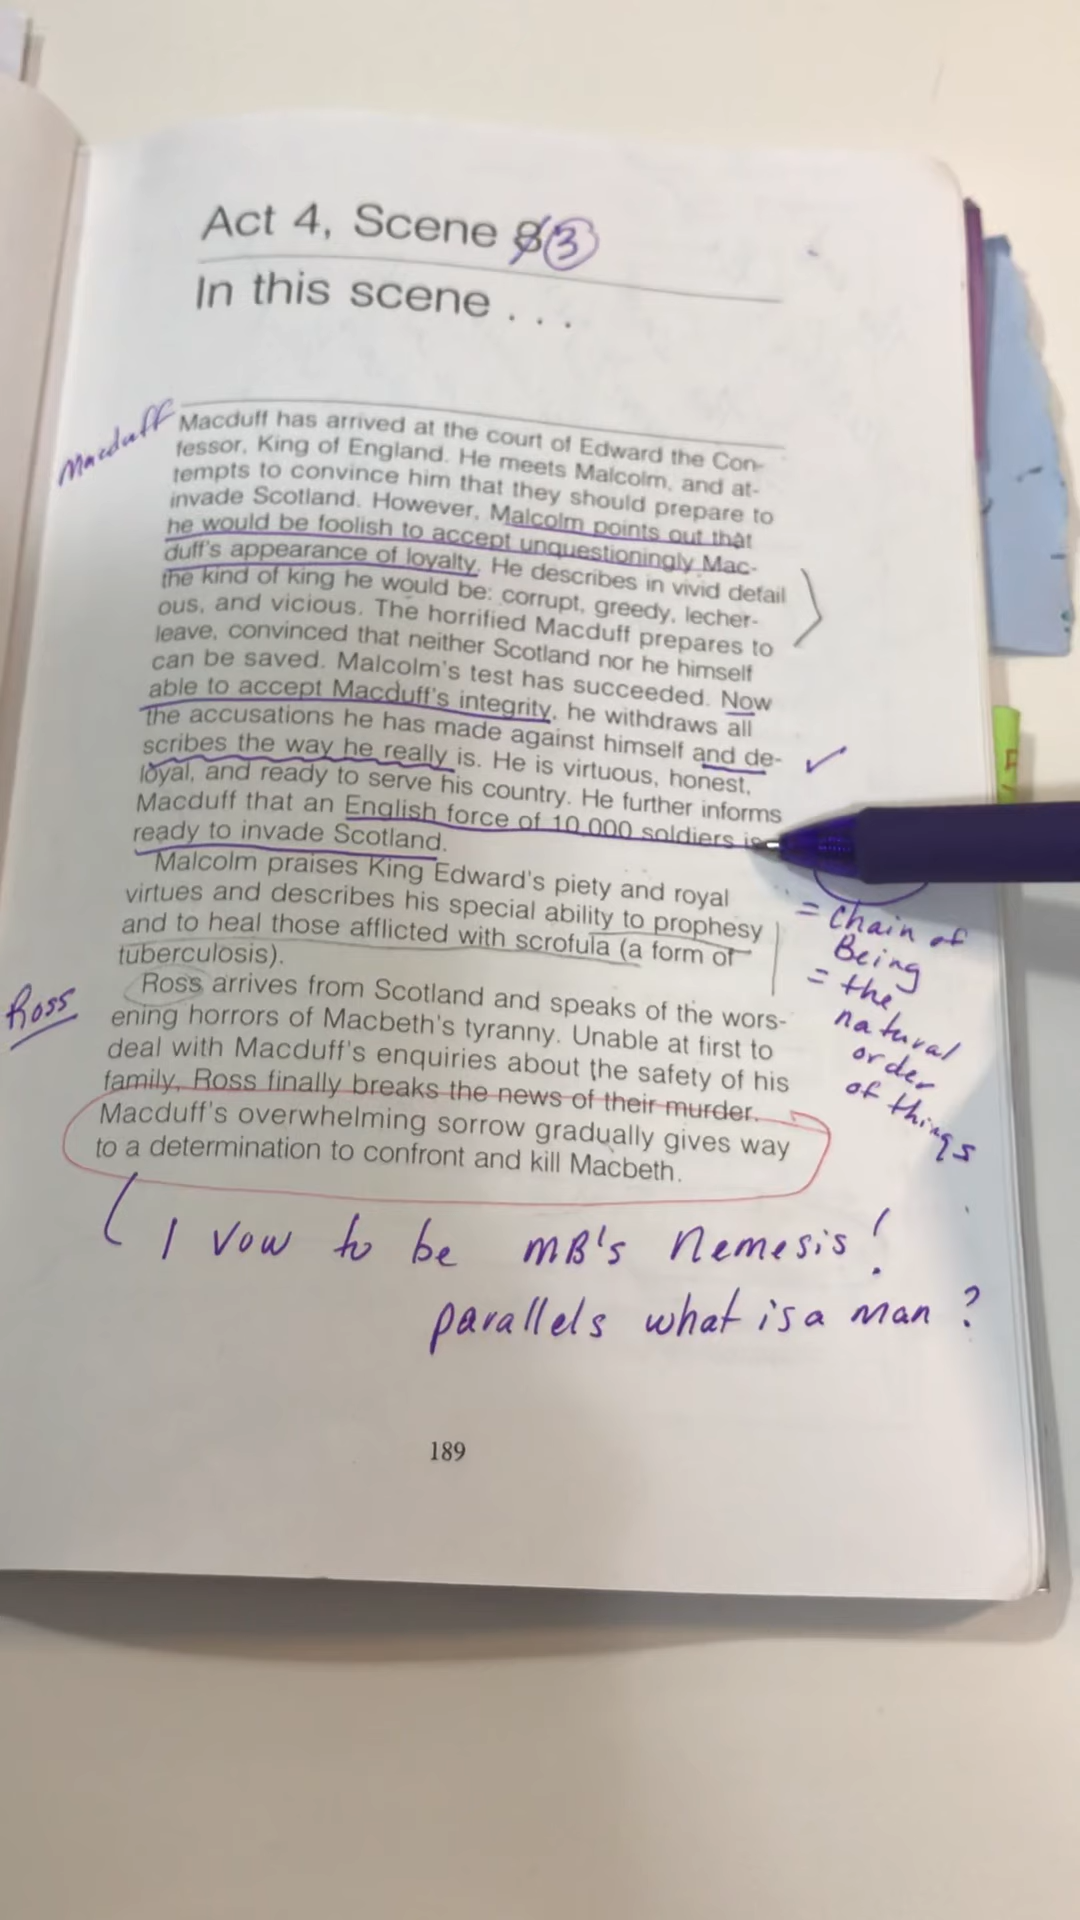 Act 4, Scene 8 3
In this scene . . .
Macduff
Macduff has arrived at the court of Edward the Con-
fessor, King of England. He meets Malcolm, and at-
tempts to convince him that they should prepare to
invade Scotland. However, Malcolm points out that
he would be foolish to accept unquestioningly Mac-
duff's appearance of loyalty. He describes in vivid detail
the kind of king he would be: corrupt, greedy, lecher-
ous, and vicious. The horrified Macduff prepares to
leave, convinced that neither Scotland nor he himself
can be saved. Malcolm's test has succeeded. Now
able to accept Macduff's integrity, he withdraws all
the accusations he has made against himself and de-
scribes the way he really is. He is virtuous, honest,
loyal, and ready to serve his country. He further informs
Macduff that an English force of 10 000 soldiers is
ready to invade Scotland.
Malcolm praises King Edward's piety and royal
virtues and describes his special ability to prophesy
and to heal those afflicted with scrofula (a form of
tuberculosis).
= Chain of
Being
= the
natural
order
of things
Ross
Ross arrives from Scotland and speaks of the wors-
ening horrors of Macbeth's tyranny. Unable at first to
deal with Macduff's enquiries about the safety of his
family, Ross finally breaks the news of their murder.
Macduff's overwhelming sorrow gradually gives way
to a determination to confront and kill Macbeth.
I vow to be MB's Nemesis!
parallels what is a man?
189